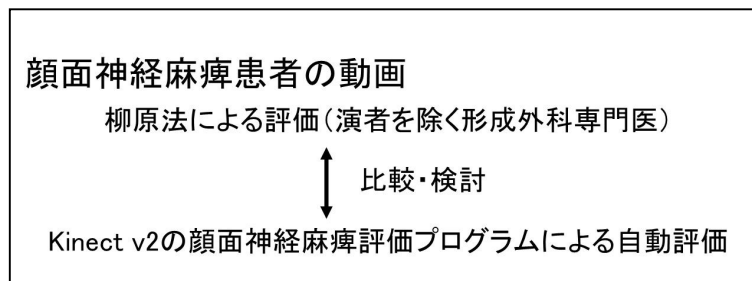 顔面神経麻痺患者の動画
柳原法による評価（演者を除く形成外科専門医）
比較・検討
Kinect v2の顔面神経麻痺評価プログラムによる自動評価